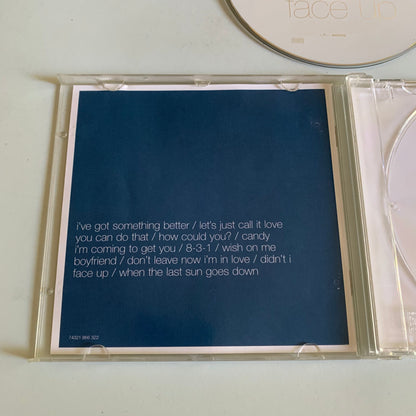 face up
i've got something better / let's just call it love
you can do that / how could you? / candy
i'm coming to get you / 8-3-1 / wish on me
boyfriend / don't leave now i'm in love / didn't i
face up / when the last sun goes down